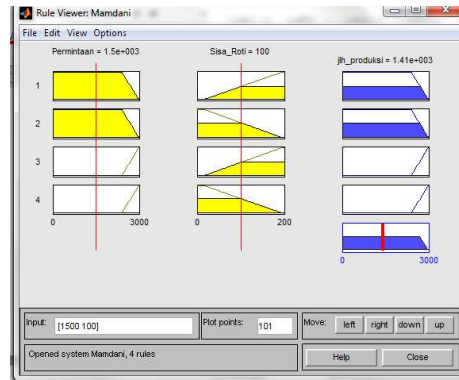 Rule Viewer: Mamdani
File Edit View Options
Permintaan = 1.5e+003 Sisa_Roti = 100 jlh_produksi = 1.41e+003
1
2
3
4
0 3000 0 200
0 3000
Input: [1500 100] Plot points: 101 Move: left right down up
Opened system Mamdani, 4 rules Help Close